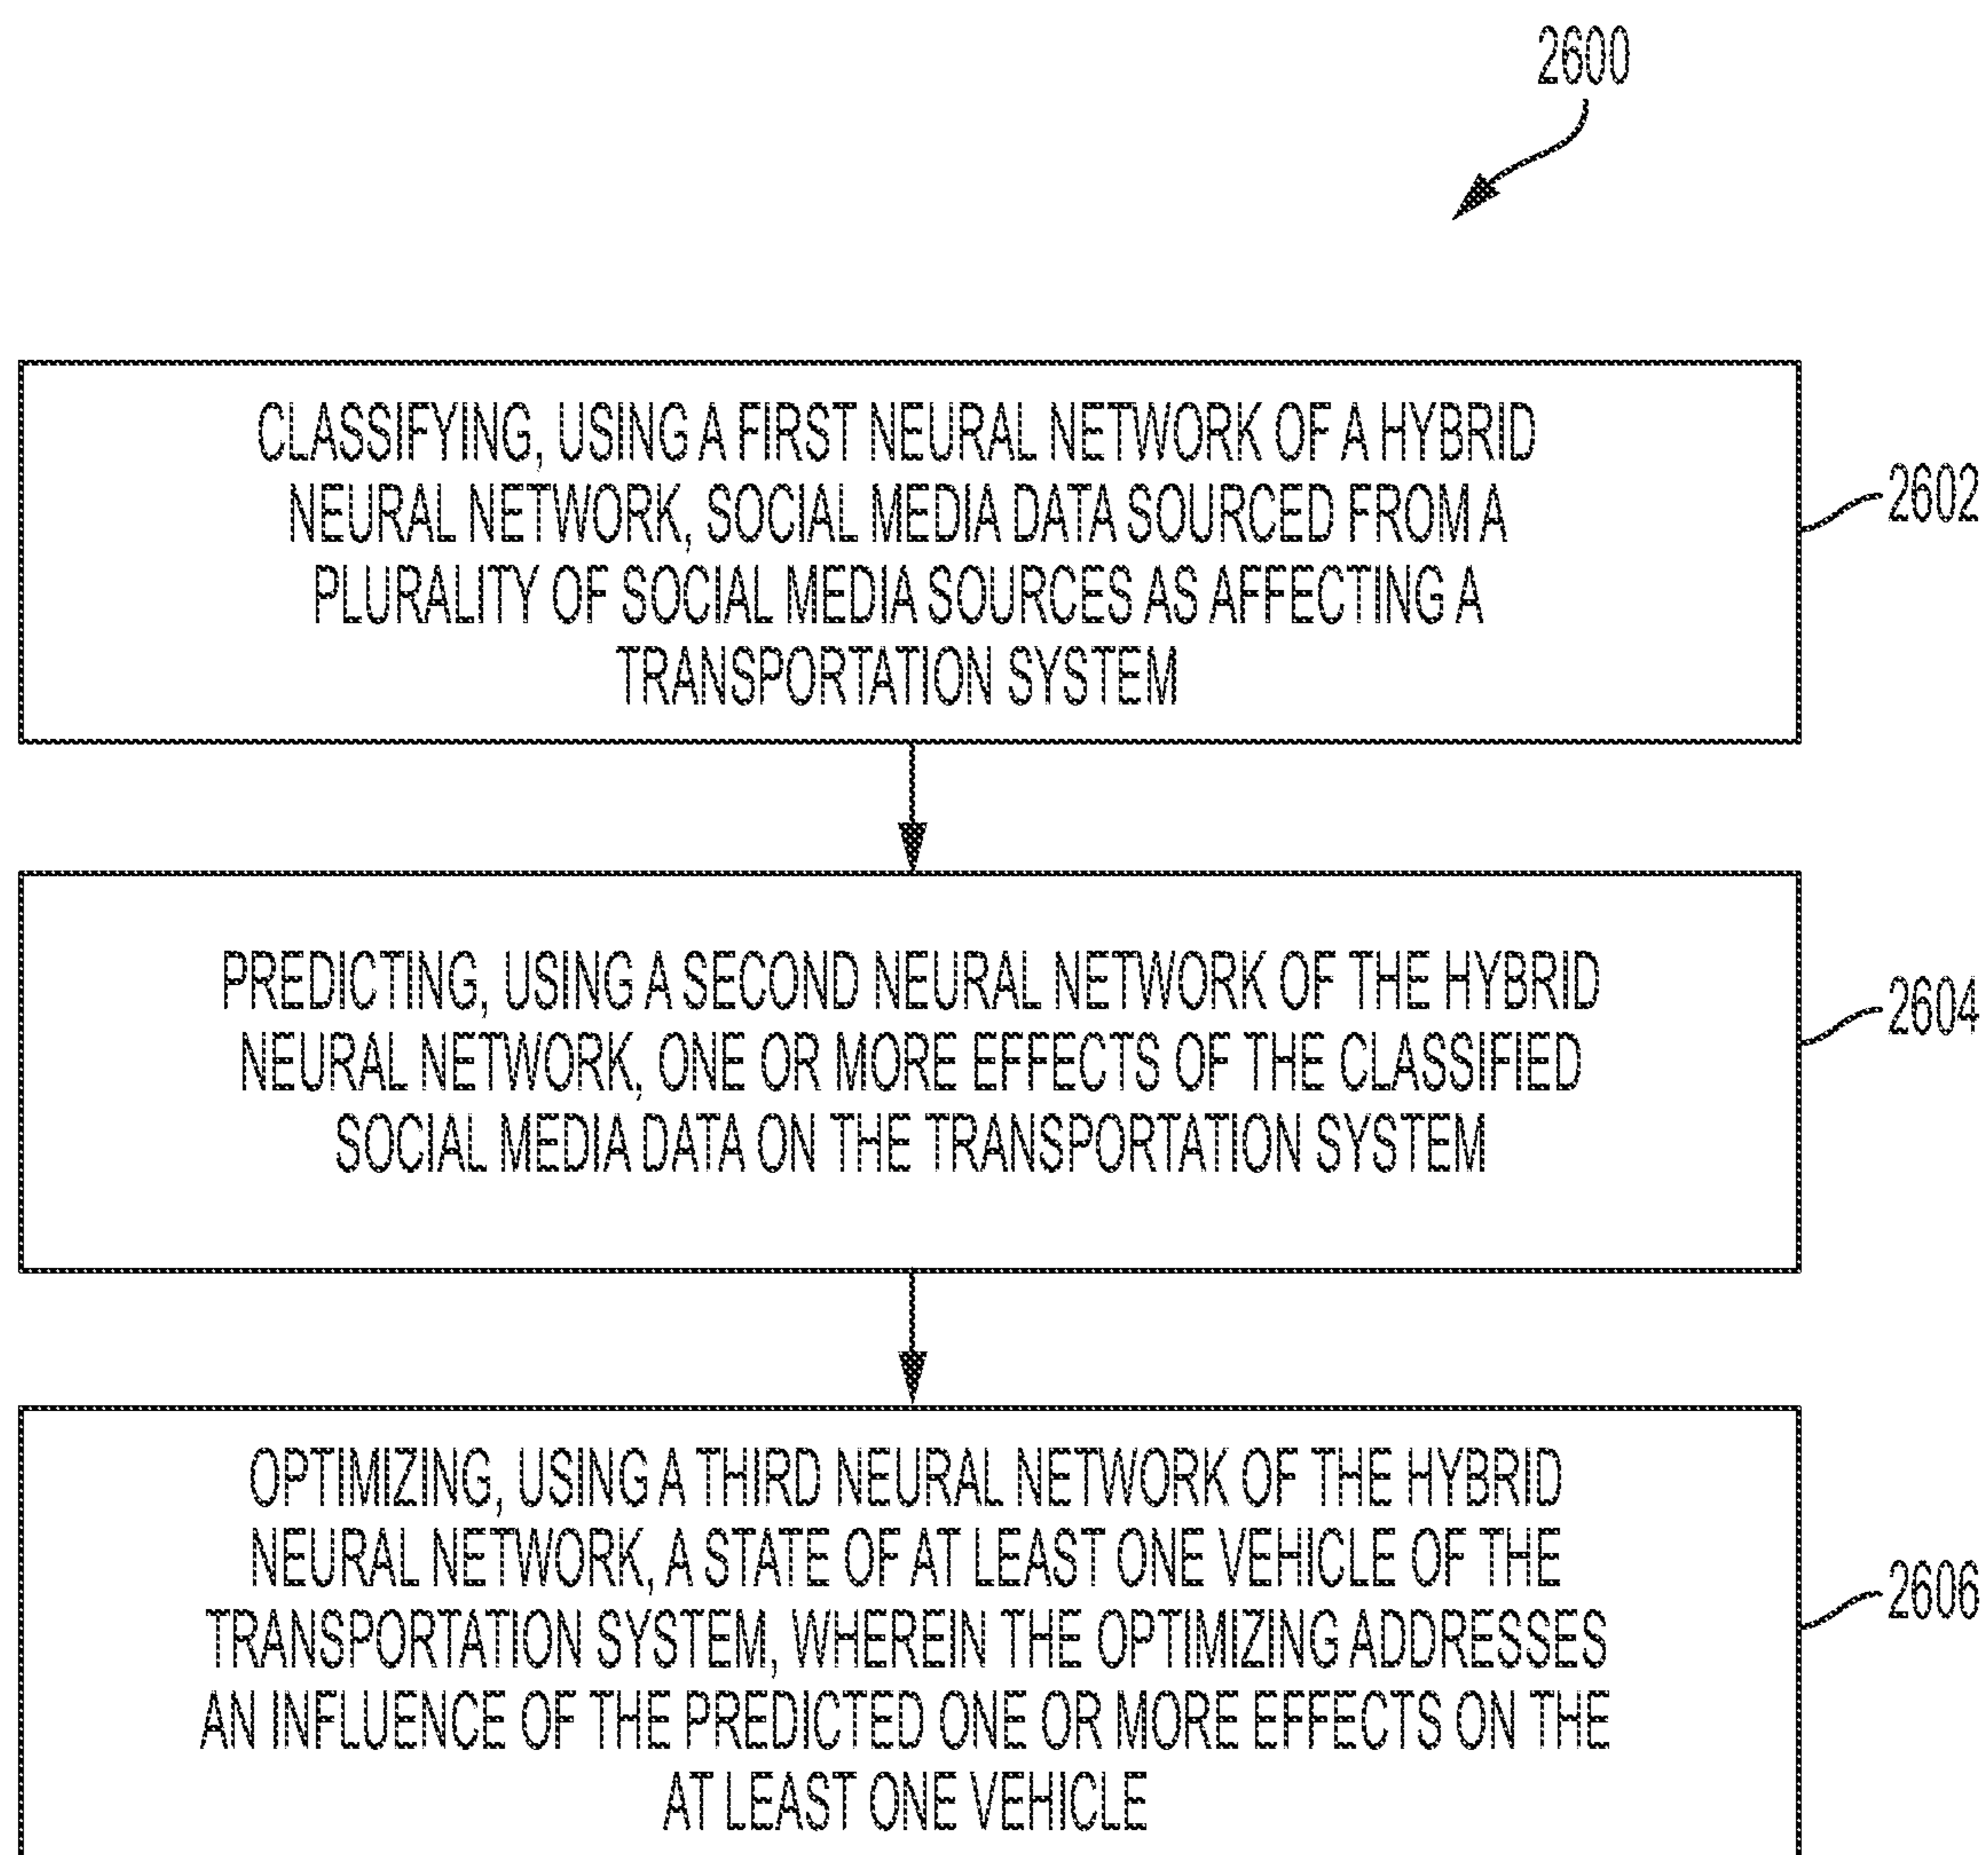 2600
CLASSIFYING, USING A FIRST NEURAL NETWORK OF A HYBRID
NEURAL NETWORK, SOCIAL MEDIA DATA SOURCED FROM A
PLURALITY OF SOCIAL MEDIA SOURCES AS AFFECTING A
TRANSPORTATION SYSTEM
2602
PREDICTING, USING A SECOND NEURAL NETWORK OF THE HYBRID
NEURAL NETWORK, ONE OR MORE EFFECTS OF THE CLASSIFIED
SOCIAL MEDIA DATA ON THE TRANSPORTATION SYSTEM
2604
OPTIMIZING, USING A THIRD NEURAL NETWORK OF THE HYBRID
NEURAL NETWORK, A STATE OF AT LEAST ONE VEHICLE OF THE
TRANSPORTATION SYSTEM, WHEREIN THE OPTIMIZING ADDRESSES
AN INFLUENCE OF THE PREDICTED ONE OR MORE EFFECTS ON THE
AT LEAST ONE VEHICLE
2606